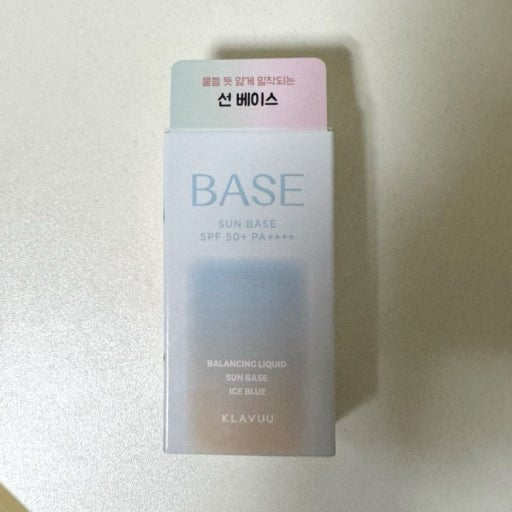 물들 듯 얇게 밀착되는
선 베이스
BASE
SUN BASE
SPF 50+ PA++++
BALANCING LIQUID
SUN BASE
ICE BLUE
KLAVUU